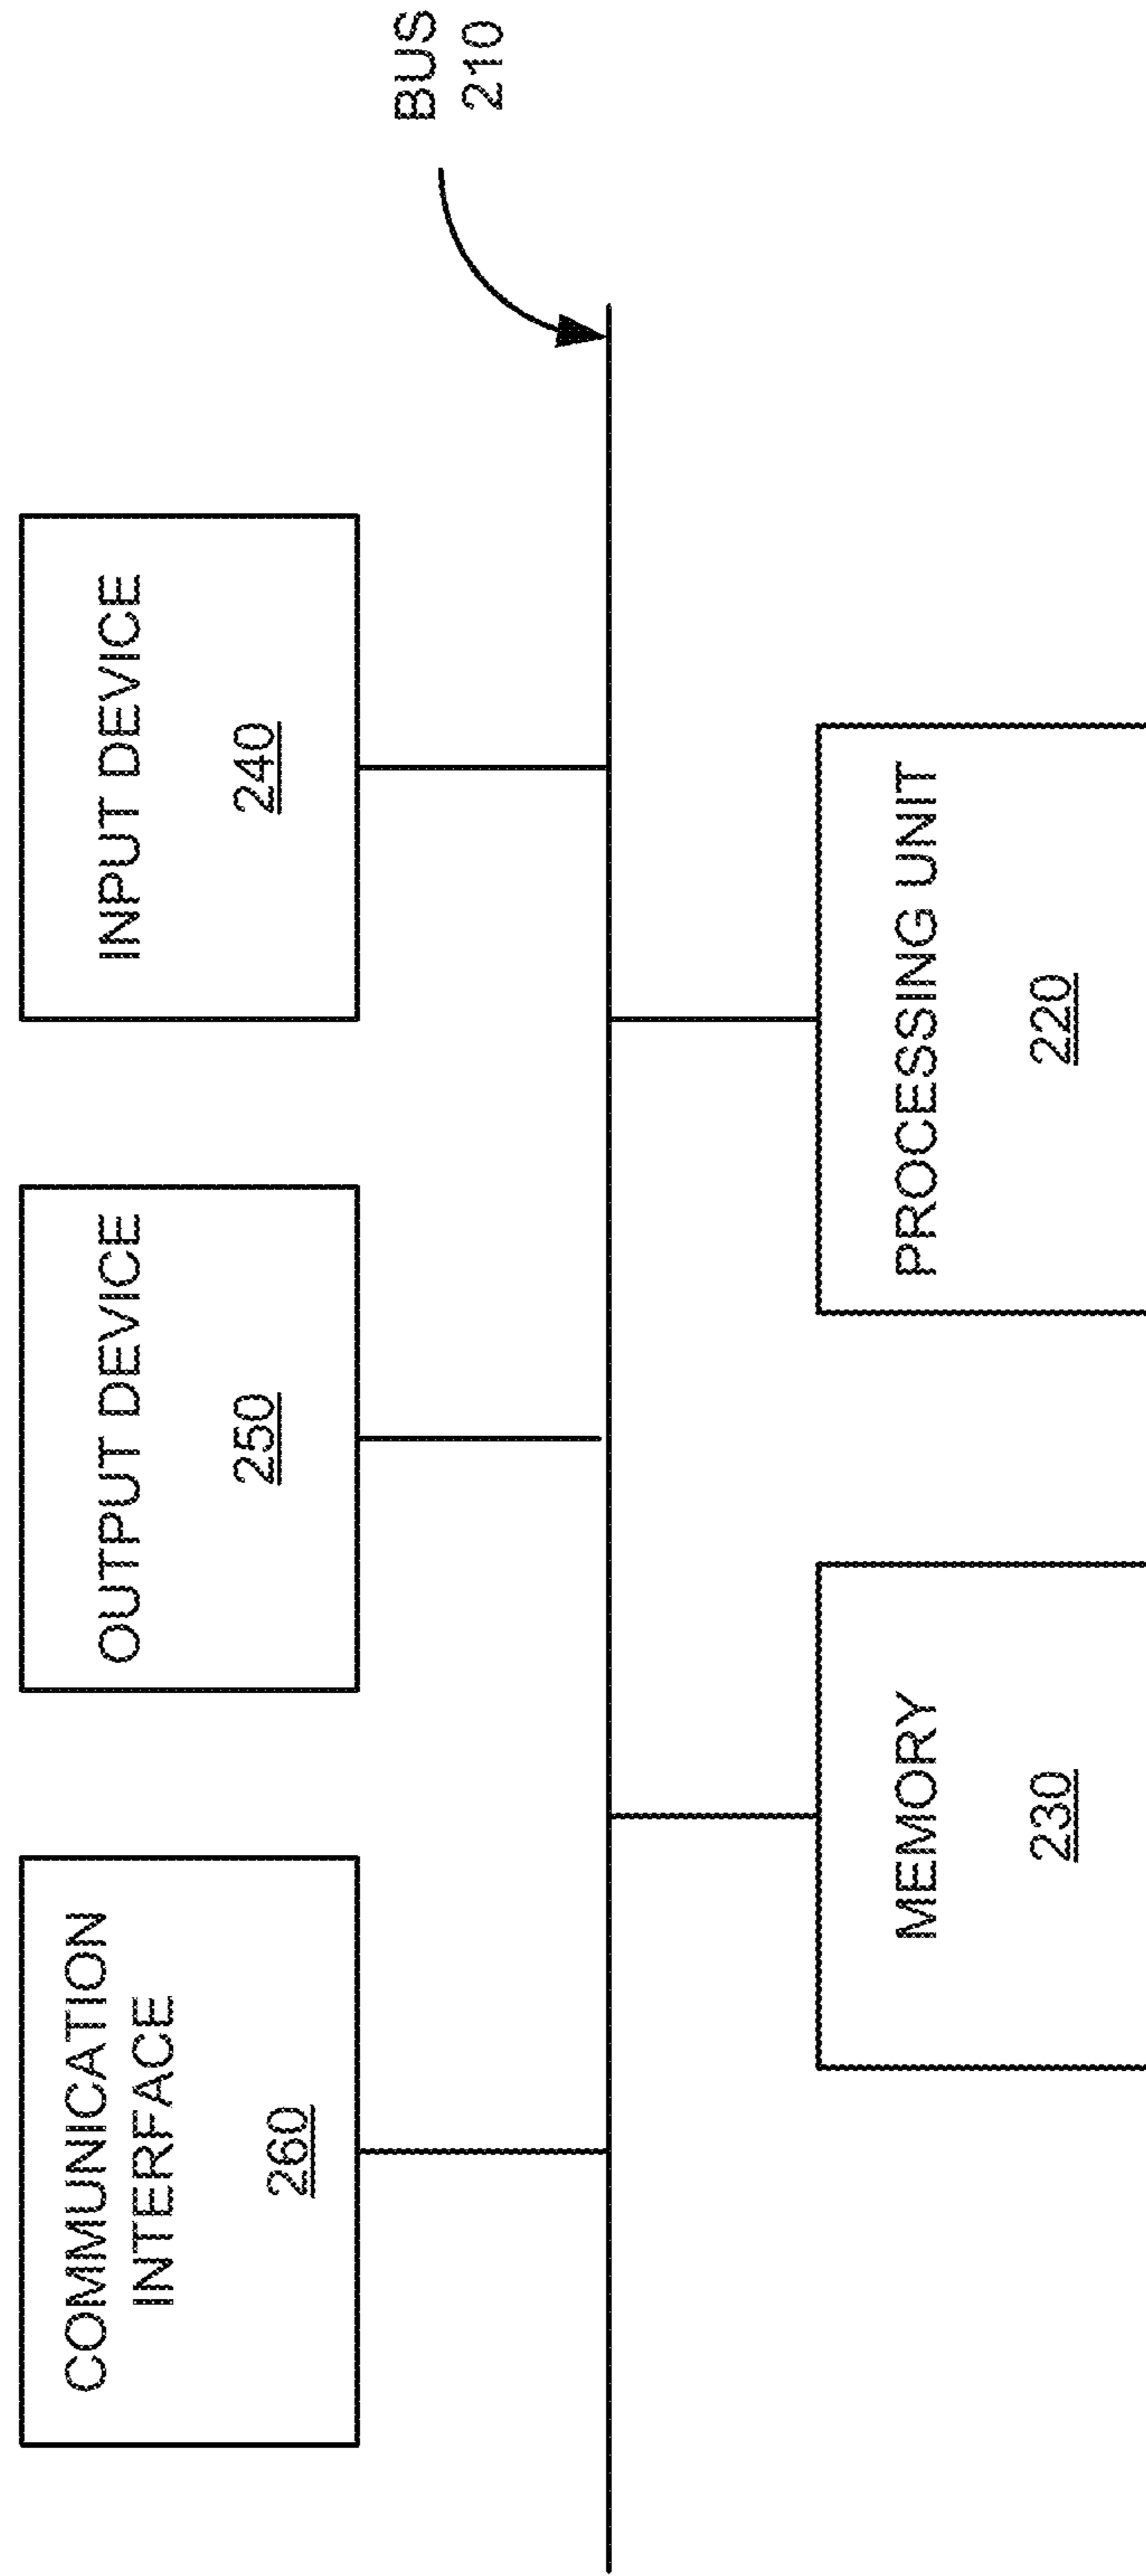 COMMUNICATION
INTERFACE
260
OUTPUT DEVICE
250
INPUT DEVICE
240
BUS
210
MEMORY
230
PROCESSING UNIT
220